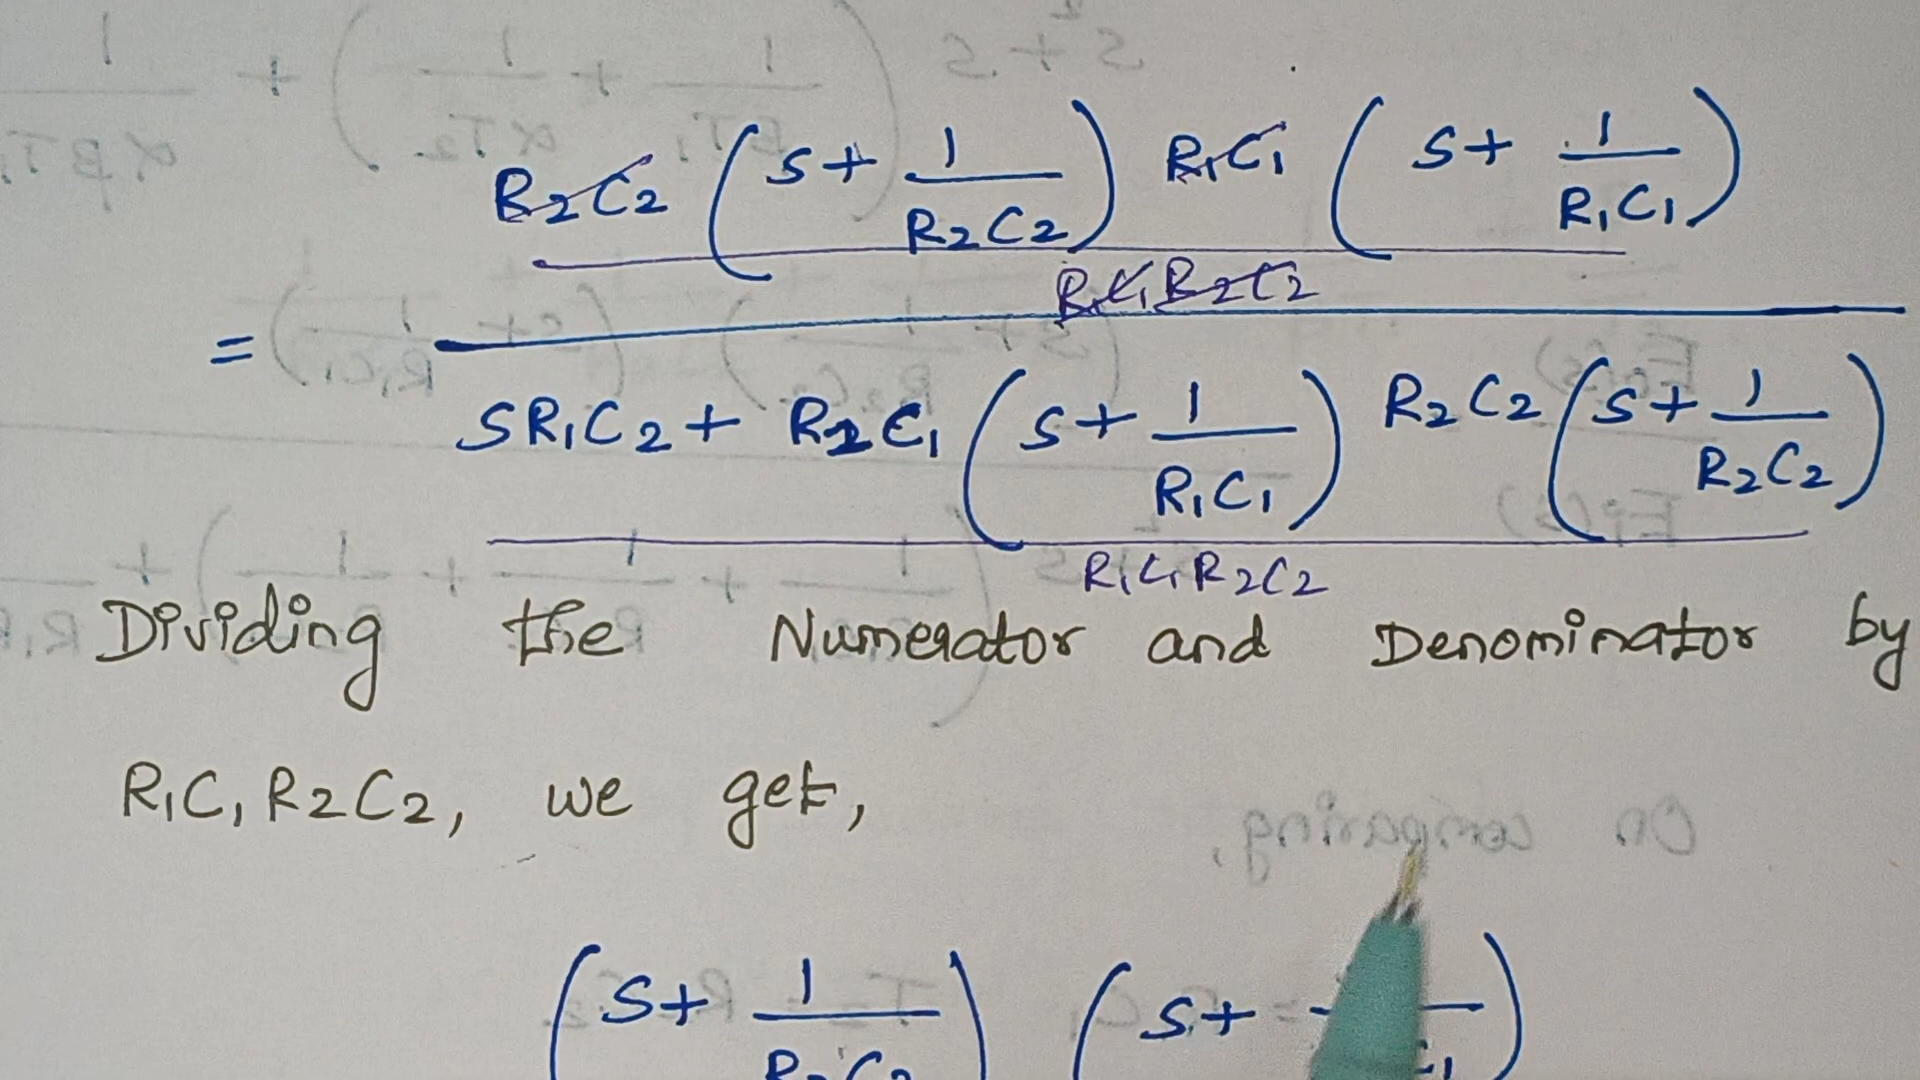 R2C2 (S + 1/R2C2) R1C1 (S + 1/R1C1)
R1C1R2C2
=
SR1C2 + R2C1 (S + 1/R1C1) R2C2 (S + 1/R2C2)
R1C1R2C2
Dividing the Numerator and Denominator by
R1C1R2C2, we get,
(S + 1/R2C2) (S +